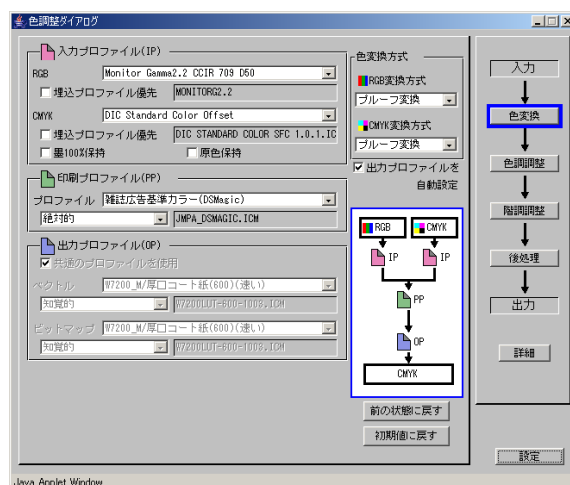 色調整ダイアログ
入力プロファイル(IP)
RGB
Monitor Gamma2.2 CCIR 709 D50
埋込プロファイル優先
MONITORG2.2
CMYK
DIC Standard Color Offset
埋込プロファイル優先
DIC STANDARD COLOR SFC 1.0.1.IC
墨100%保持
原色保持
印刷プロファイル(PP)
プロファイル
雑誌広告基準カラー(DSMagic)
絶対的
JMPA_DSMAGIC.ICM
出力プロファイル(OP)
共通のプロファイルを使用
ベクトル
W7200_M/厚口コート紙(600)(速い)
知覚的
W7200LUT-600-1003.ICM
ビットマップ
W7200_M/厚口コート紙(600)(速い)
知覚的
W7200LUT-600-1003.ICM
色変換方式
RGB変換方式
プルーフ変換
CMYK変換方式
プルーフ変換
出力プロファイルを
自動設定
RGB
CMYK
IP
IP
PP
OP
CMYK
前の状態に戻す
初期値に戻す
入力
色変換
色調調整
階調調整
後処理
出力
詳細
設定
Java Applet Window